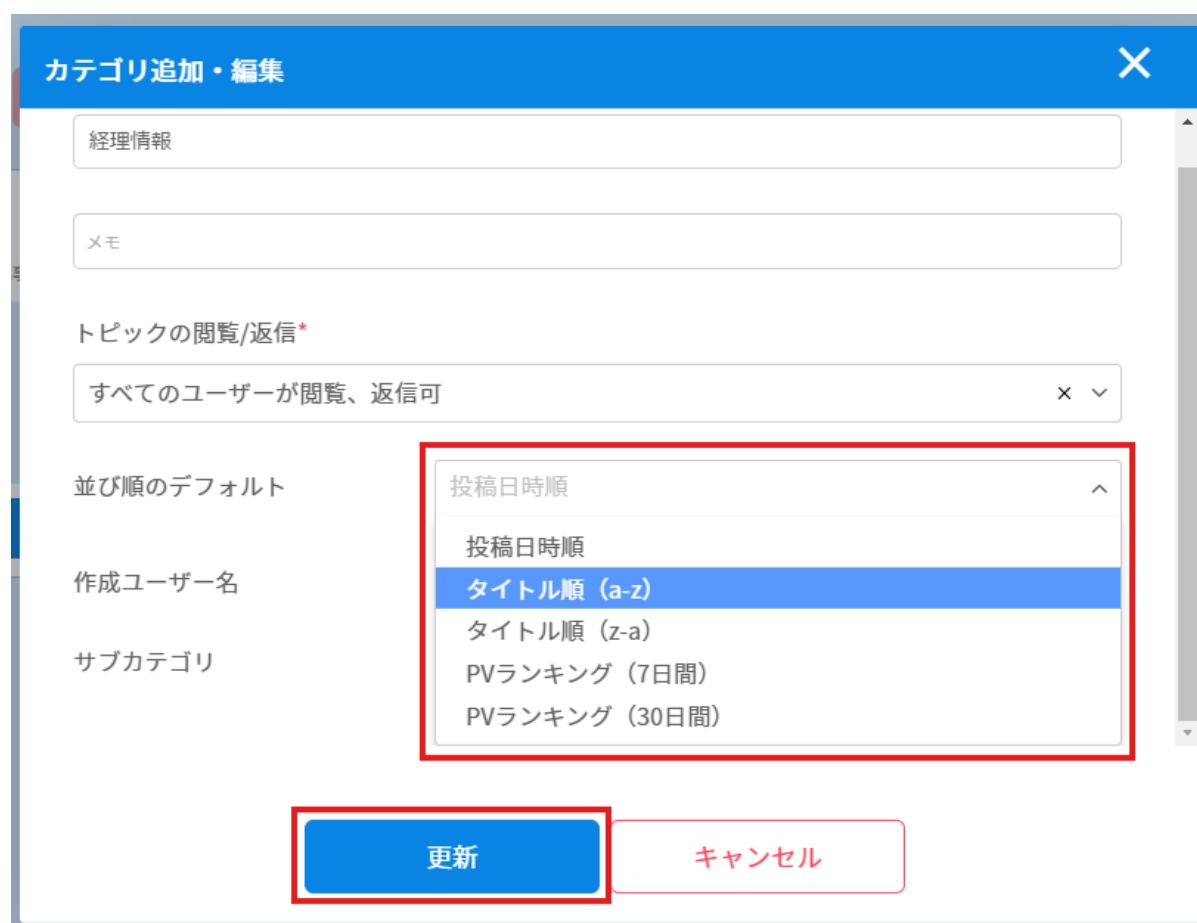 カテゴリ追加・編集
経理情報
メモ
トピックの閲覧/返信*
すべてのユーザーが閲覧、返信可
並び順のデフォルト
投稿日時順
投稿日時順
タイトル順（a-z）
作成ユーザー名
タイトル順（z-a）
サブカテゴリ
PVランキング（7日間）
PVランキング（30日間）
更新
キャンセル